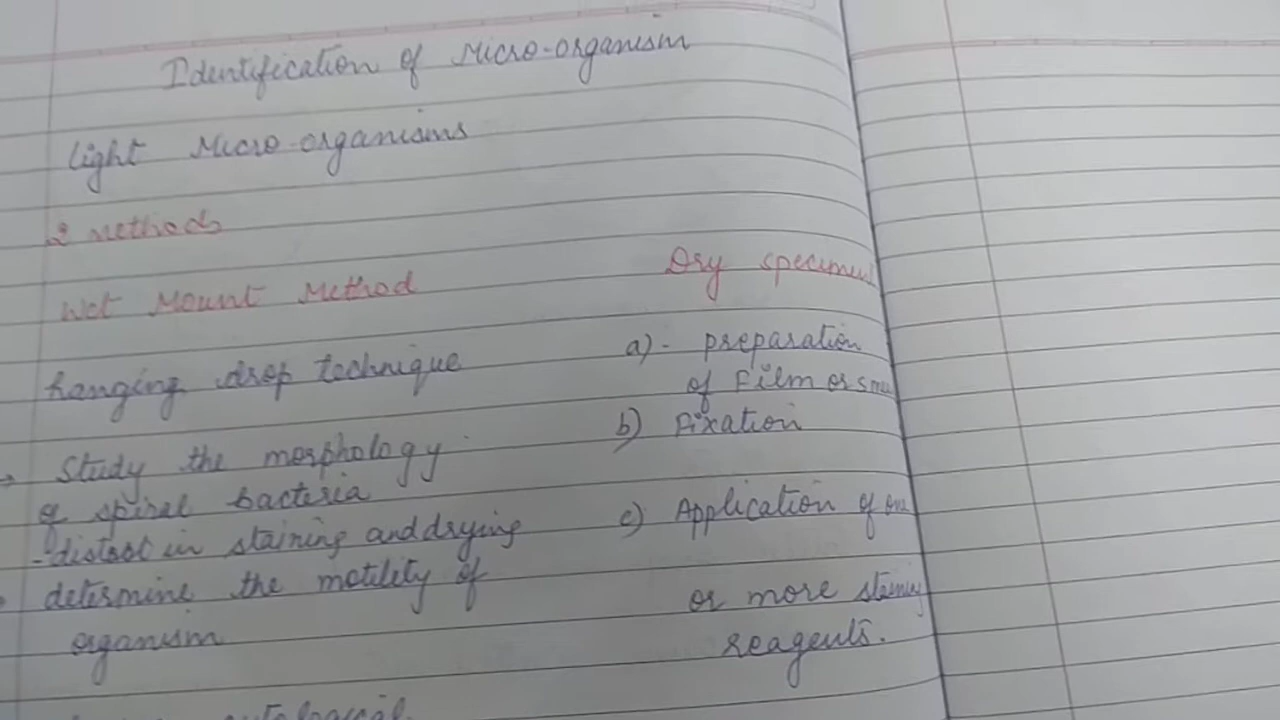 Identification of Micro-organism
light Micro-organisms
2 methods
Wet Mount Method
hanging drop technique
→ Study the morphology
of spiral bacteria
- distort in staining and drying
determine the motility of
organism
Dry specimen
a)- preparation
of Film or
b) Fixation
c) Application of
or more staining
reagents.